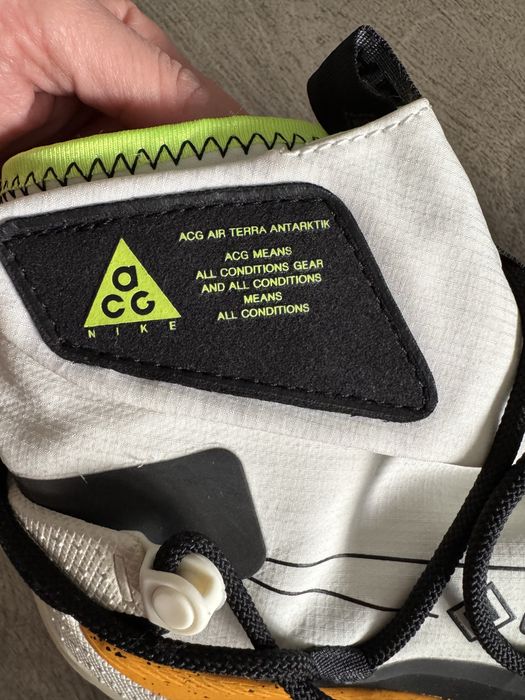 acg
NIKE
ACG AIR TERRA ANTARKTIK
ACG MEANS
ALL CONDITIONS GEAR
AND ALL CONDITIONS
MEANS
ALL CONDITIONS